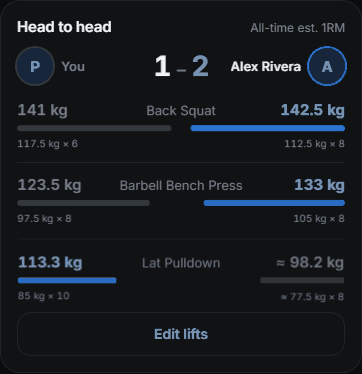 Head to head
All-time est. 1RM
P You 1 – 2 Alex Rivera A
141 kg Back Squat 142.5 kg
117.5 kg × 6 112.5 kg × 8
123.5 kg Barbell Bench Press 133 kg
97.5 kg × 8 105 kg × 8
113.3 kg Lat Pulldown ≈ 98.2 kg
85 kg × 10 ≈ 77.5 kg × 8
Edit lifts